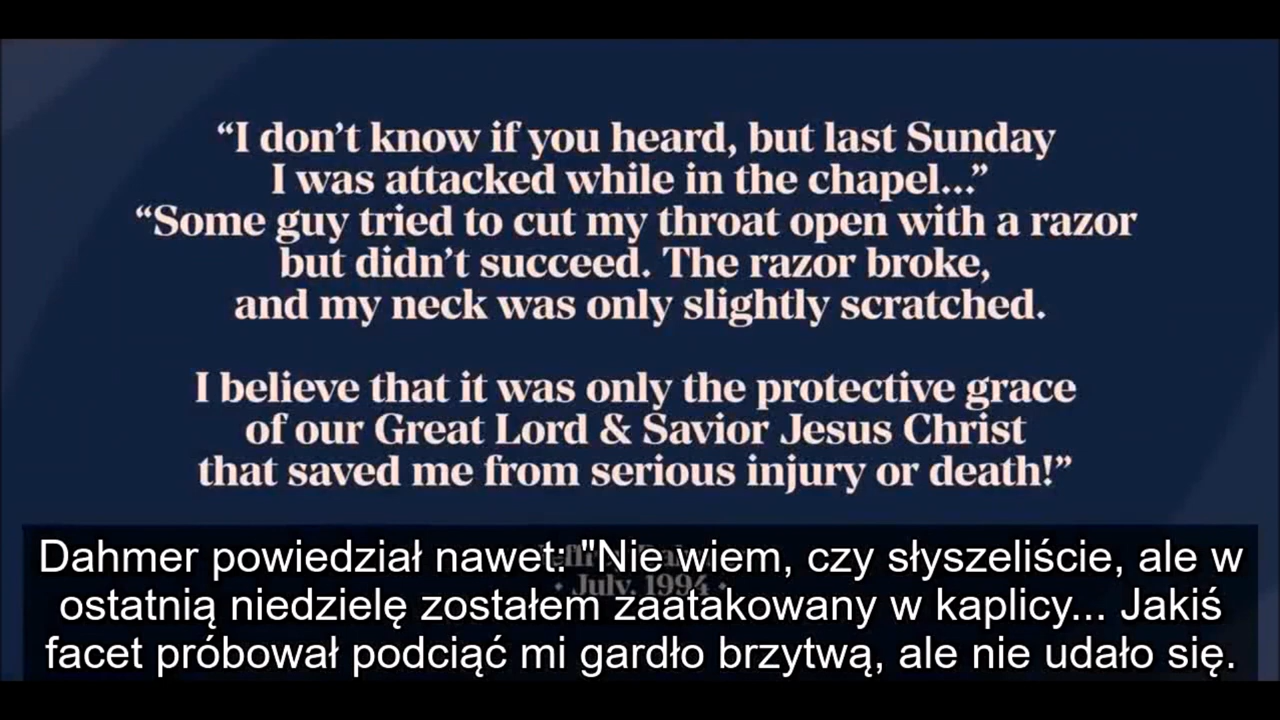 “I don’t know if you heard, but last Sunday
I was attacked while in the chapel...”
“Some guy tried to cut my throat open with a razor
but didn’t succeed. The razor broke,
and my neck was only slightly scratched.
I believe that it was only the protective grace
of our Great Lord & Savior Jesus Christ
that saved me from serious injury or death!”
• July, 1994 •
Dahmer powiedział nawet: "Nie wiem, czy słyszeliście, ale w
ostatnią niedzielę zostałem zaatakowany w kaplicy... Jakiś
facet próbował podciąć mi gardło brzytwą, ale nie udało się.